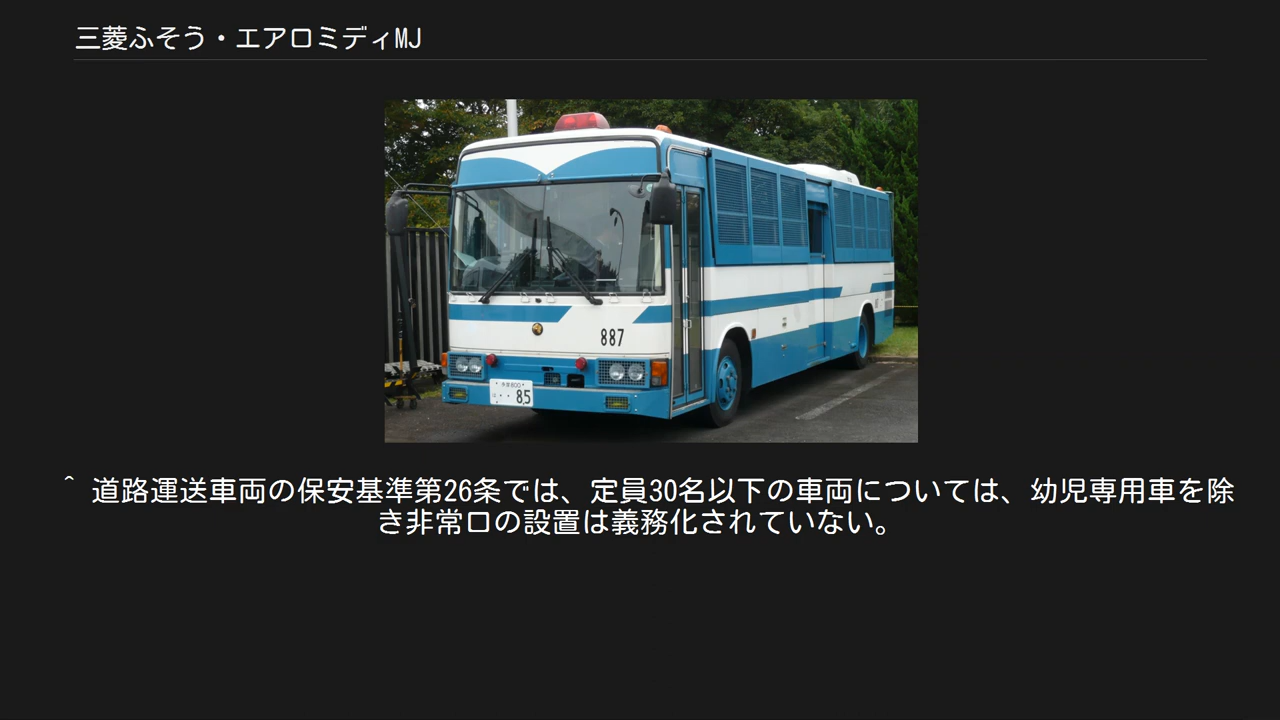 三菱ふそう・エアロミディMJ
887
85
^ 道路運送車両の保安基準第26条では、定員30名以下の車両については、幼児専用車を除
き非常口の設置は義務化されていない。